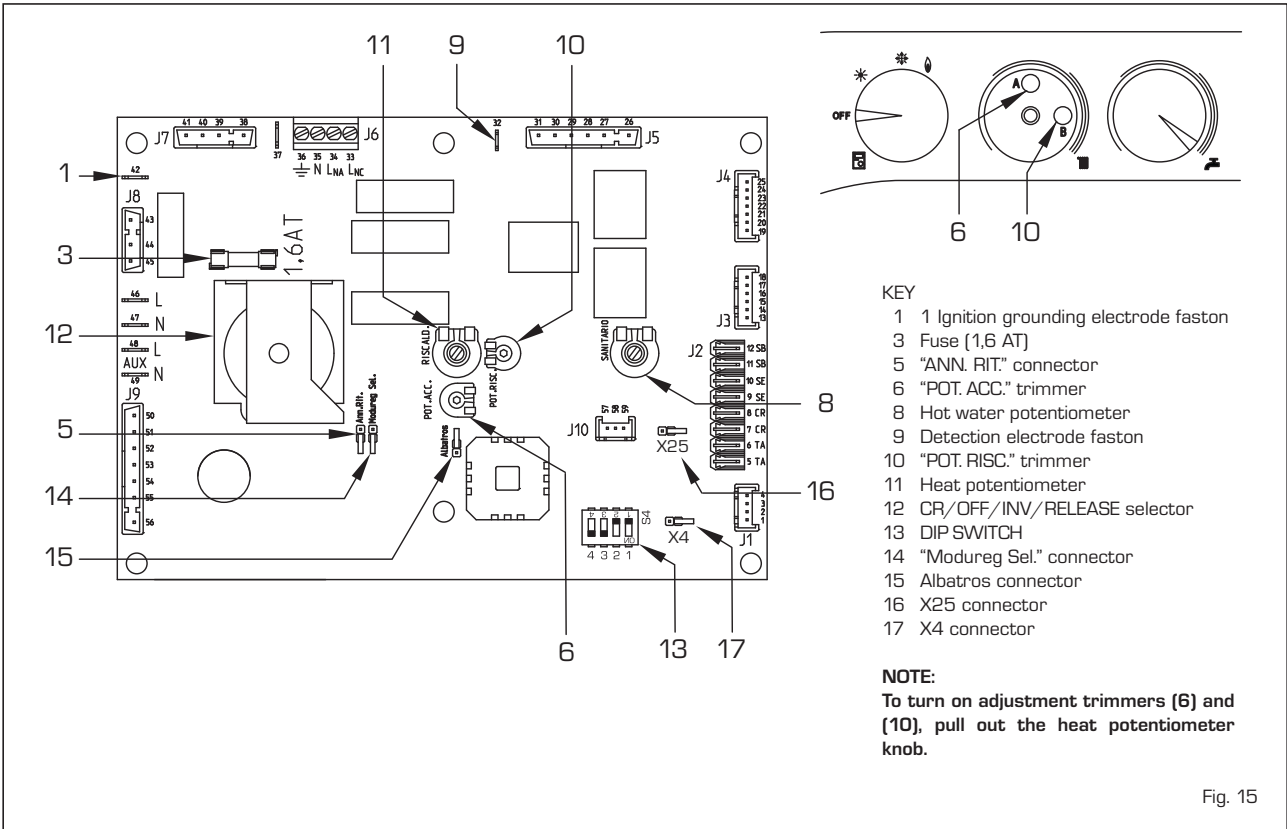 11
9
10
41 40 39 38
J7
37
J6
36 35 34 33
N LNA LNC
32
31 30 29 28 27 26
J5
1
42
J8
43
44
45
3
1,6AT
46 L
47 N
12
48 L
AUX
49 N
J9
50
51
52
53
54
55
56
5
14
15
Ann.Rit.
Modureg Sel.
RISCALD.
POT.RISC.
POT.ACC.
Albatros
SANITARIO
J4
25
24
23
22
21
20
19
J3
18
17
16
15
14
13
J2
12 SB
11 SB
10 SE
9 SE
8 CR
7 CR
6 TA
5 TA
8
J10
57 58 59
X25
16
S4
4 3 2 1
ON
4 3 2 1
X4
4
3
2
1
J1
6
13
17
OFF
A
B
6
10
KEY
1 1 Ignition grounding electrode faston
3 Fuse (1,6 AT)
5 “ANN. RIT.” connector
6 “POT. ACC.” trimmer
8 Hot water potentiometer
9 Detection electrode faston
10 “POT. RISC.” trimmer
11 Heat potentiometer
12 CR/OFF/INV/RELEASE selector
13 DIP SWITCH
14 “Modureg Sel.” connector
15 Albatros connector
16 X25 connector
17 X4 connector
NOTE:
To turn on adjustment trimmers (6) and
(10), pull out the heat potentiometer
knob.
Fig. 15